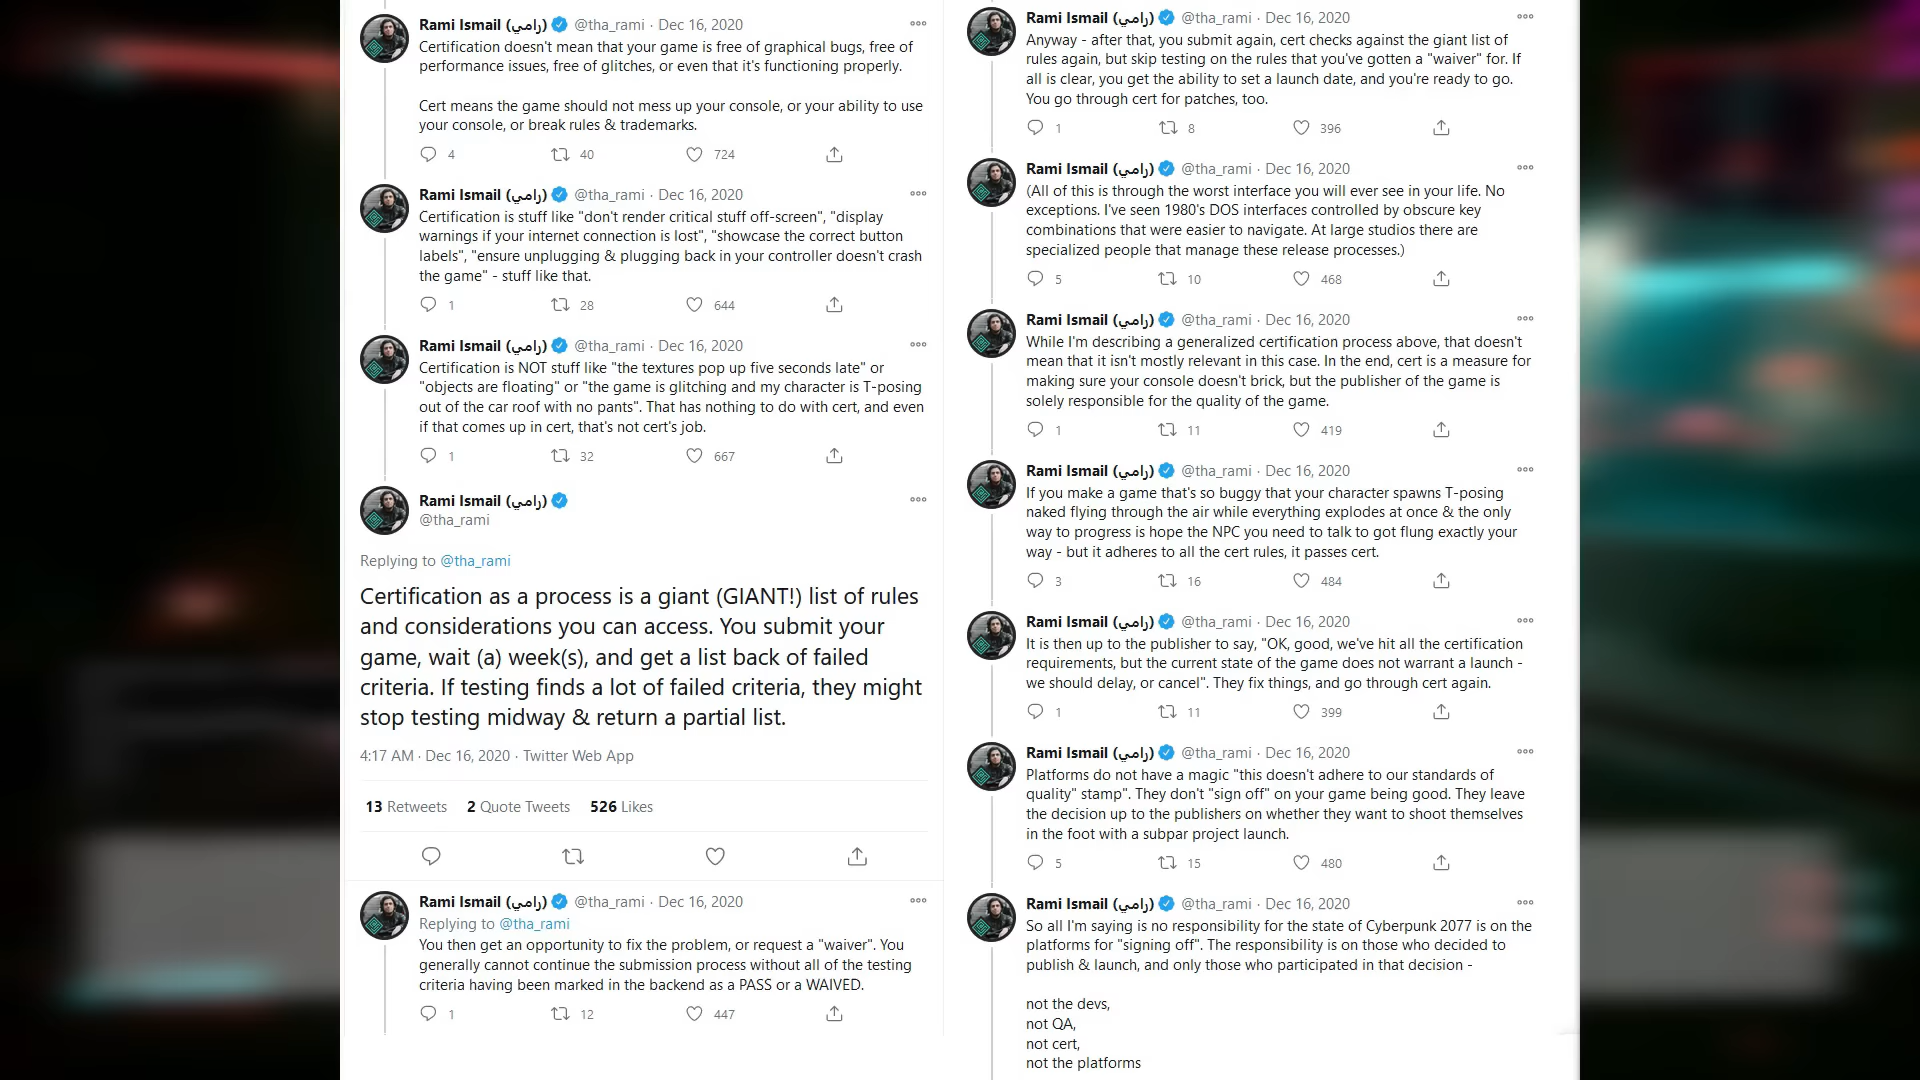 Rami Ismail (رامي) @tha_rami · Dec 16, 2020
Certification doesn't mean that your game is free of graphical bugs, free of
performance issues, free of glitches, or even that it's functioning properly.
Cert means the game should not mess up your console, or your ability to use
your console, or break rules & trademarks.
4 40 724
Rami Ismail (رامي) @tha_rami · Dec 16, 2020
Certification is stuff like "don't render critical stuff off-screen", "display
warnings if your internet connection is lost", "showcase the correct button
labels", "ensure unplugging & plugging back in your controller doesn't crash
the game" - stuff like that.
1 28 644
Rami Ismail (رامي) @tha_rami · Dec 16, 2020
Certification is NOT stuff like "the textures pop up five seconds late" or
"objects are floating" or "the game is glitching and my character is T-posing
out of the car roof with no pants". That has nothing to do with cert, and even
if that comes up in cert, that's not cert's job.
1 32 667
Rami Ismail (رامي)
@tha_rami
Replying to @tha_rami
Certification as a process is a giant (GIANT!) list of rules
and considerations you can access. You submit your
game, wait (a) week(s), and get a list back of failed
criteria. If testing finds a lot of failed criteria, they might
stop testing midway & return a partial list.
4:17 AM · Dec 16, 2020 · Twitter Web App
13 Retweets 2 Quote Tweets 526 Likes
Rami Ismail (رامي) @tha_rami · Dec 16, 2020
Replying to @tha_rami
You then get an opportunity to fix the problem, or request a "waiver". You
generally cannot continue the submission process without all of the testing
criteria having been marked in the backend as a PASS or a WAIVED.
1 12 447
Rami Ismail (رامي) @tha_rami · Dec 16, 2020
Anyway - after that, you submit again, cert checks against the giant list of
rules again, but skip testing on the rules that you've gotten a "waiver" for. If
all is clear, you get the ability to set a launch date, and you're ready to go.
You go through cert for patches, too.
1 8 396
Rami Ismail (رامي) @tha_rami · Dec 16, 2020
(All of this is through the worst interface you will ever see in your life. No
exceptions. I've seen 1980's DOS interfaces controlled by obscure key
combinations that were easier to navigate. At large studios there are
specialized people that manage these release processes.)
5 10 468
Rami Ismail (رامي) @tha_rami · Dec 16, 2020
While I'm describing a generalized certification process above, that doesn't
mean that it isn't mostly relevant in this case. In the end, cert is a measure for
making sure your console doesn't brick, but the publisher of the game is
solely responsible for the quality of the game.
1 11 419
Rami Ismail (رامي) @tha_rami · Dec 16, 2020
If you make a game that's so buggy that your character spawns T-posing
naked flying through the air while everything explodes at once & the only
way to progress is hope the NPC you need to talk to got flung exactly your
way - but it adheres to all the cert rules, it passes cert.
3 16 484
Rami Ismail (رامي) @tha_rami · Dec 16, 2020
It is then up to the publisher to say, "OK, good, we've hit all the certification
requirements, but the current state of the game does not warrant a launch -
we should delay, or cancel". They fix things, and go through cert again.
1 11 399
Rami Ismail (رامي) @tha_rami · Dec 16, 2020
Platforms do not have a magic "this doesn't adhere to our standards of
quality" stamp". They don't "sign off" on your game being good. They leave
the decision up to the publishers on whether they want to shoot themselves
in the foot with a subpar project launch.
5 15 480
Rami Ismail (رامي) @tha_rami · Dec 16, 2020
So all I'm saying is no responsibility for the state of Cyberpunk 2077 is on the
platforms for "signing off". The responsibility is on those who decided to
publish & launch, and only those who participated in that decision -
not the devs,
not QA,
not cert,
not the platforms